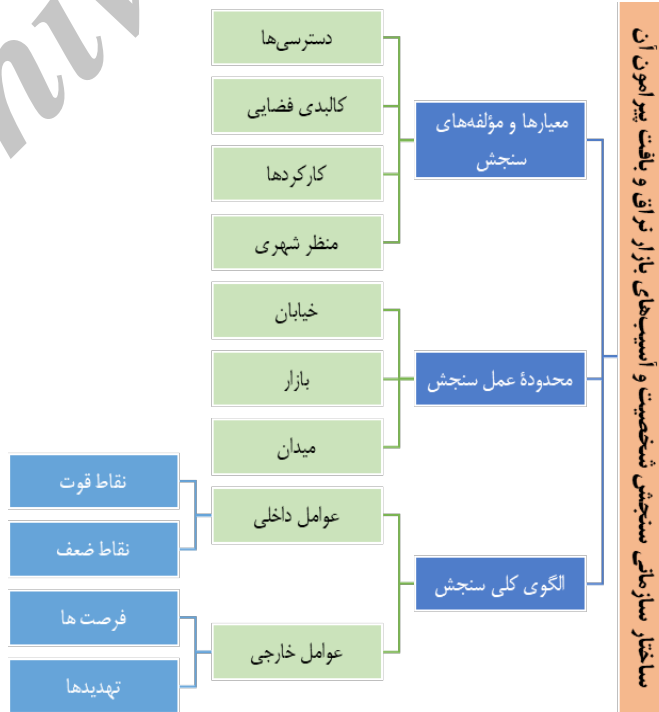 ساختار سازمانی سنجش شخصیت و آسیب‌های بازار نراق و بافت پیرامون آن
معیارها و مؤلفه‌های
سنجش
دسترسی‌ها
کالبدی فضایی
کارکردها
منظر شهری
محدودهٔ عمل سنجش
خیابان
بازار
میدان
الگوی کلی سنجش
عوامل داخلی
نقاط قوت
نقاط ضعف
عوامل خارجی
فرصت ها
تهدیدها